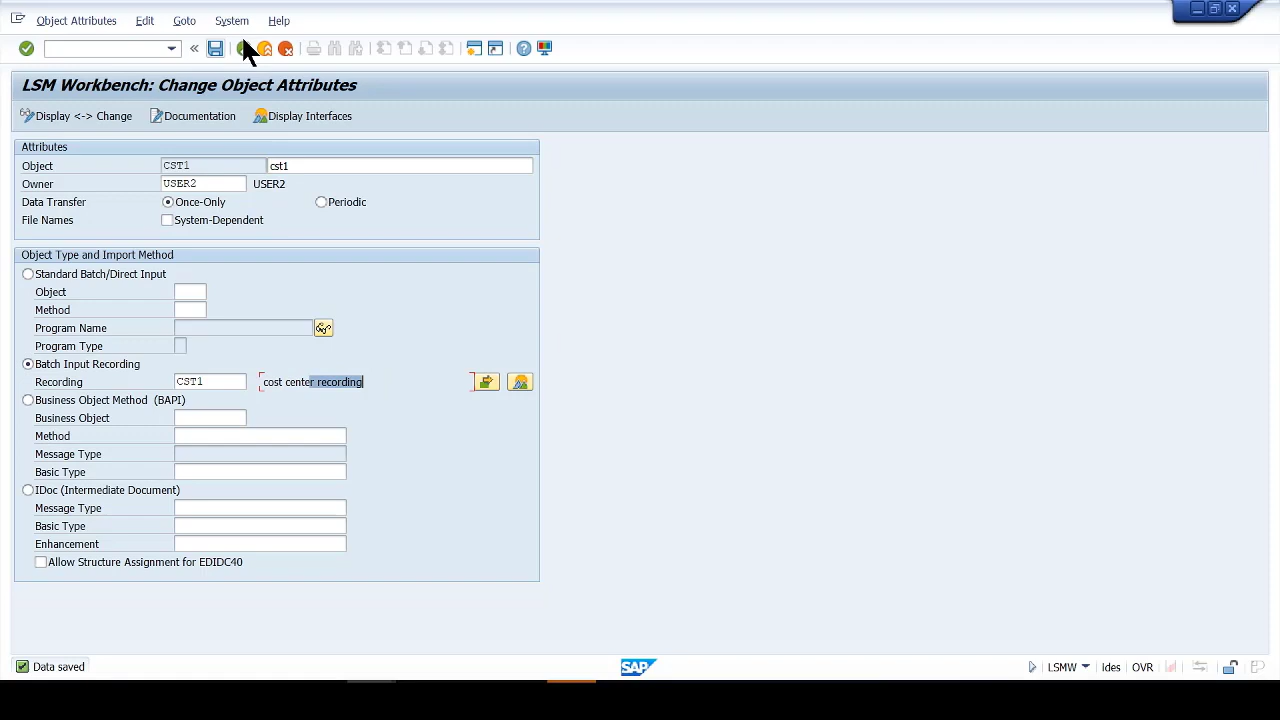 Object Attributes Edit Goto System Help
LSM Workbench: Change Object Attributes
Display <-> Change Documentation Display Interfaces
Attributes
Object CST1 cst1
Owner USER2 USER2
Data Transfer Once-Only Periodic
File Names System-Dependent
Object Type and Import Method
Standard Batch/Direct Input
Object
Method
Program Name
Program Type
Batch Input Recording
Recording CST1 cost center recording
Business Object Method (BAPI)
Business Object
Method
Message Type
Basic Type
IDoc (Intermediate Document)
Message Type
Basic Type
Enhancement
Allow Structure Assignment for EDIDC40
Data saved SAP LSMW Ides OVR